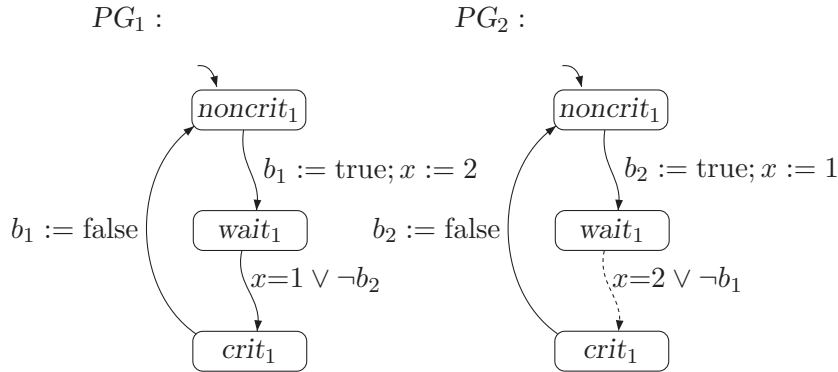 PG₁ : PG₂ :
noncrit₁ noncrit₁
b₁ := true; x := 2 b₂ := true; x := 1
b₁ := false wait₁ b₂ := false wait₁
x=1 ∨ ¬b₂ x=2 ∨ ¬b₁
crit₁ crit₁